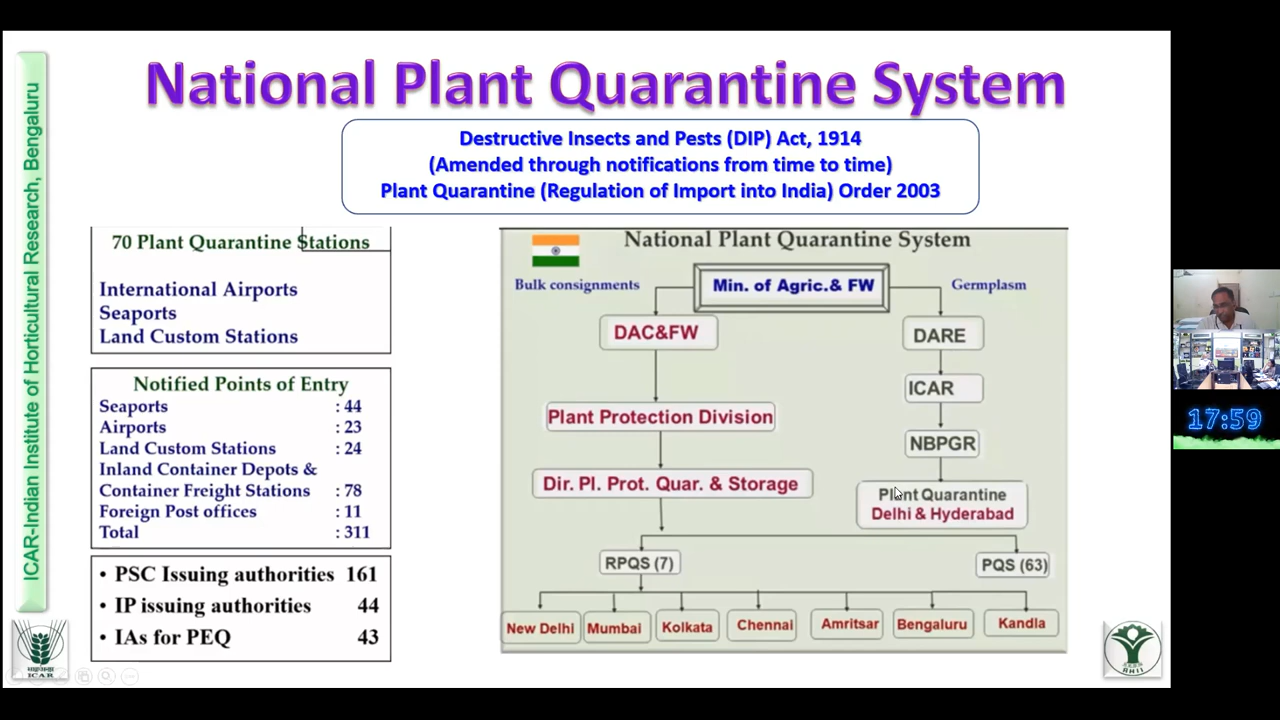 National Plant Quarantine System
Destructive Insects and Pests (DIP) Act, 1914
(Amended through notifications from time to time)
Plant Quarantine (Regulation of Import into India) Order 2003
ICAR-Indian Institute of Horticultural Research, Bengaluru
70 Plant Quarantine Stations
International Airports
Seaports
Land Custom Stations
Notified Points of Entry
Seaports : 44
Airports : 23
Land Custom Stations : 24
Inland Container Depots &
Container Freight Stations : 78
Foreign Post offices : 11
Total : 311
• PSC Issuing authorities 161
• IP issuing authorities 44
• IAs for PEQ 43
National Plant Quarantine System
Bulk consignments
Min. of Agric.& FW
Germplasm
DAC&FW
DARE
ICAR
Plant Protection Division
NBPGR
Dir. Pl. Prot. Quar. & Storage
Plant Quarantine
Delhi & Hyderabad
RPQS (7)
PQS (63)
New Delhi
Mumbai
Kolkata
Chennai
Amritsar
Bengaluru
Kandla
ICAR
17:59